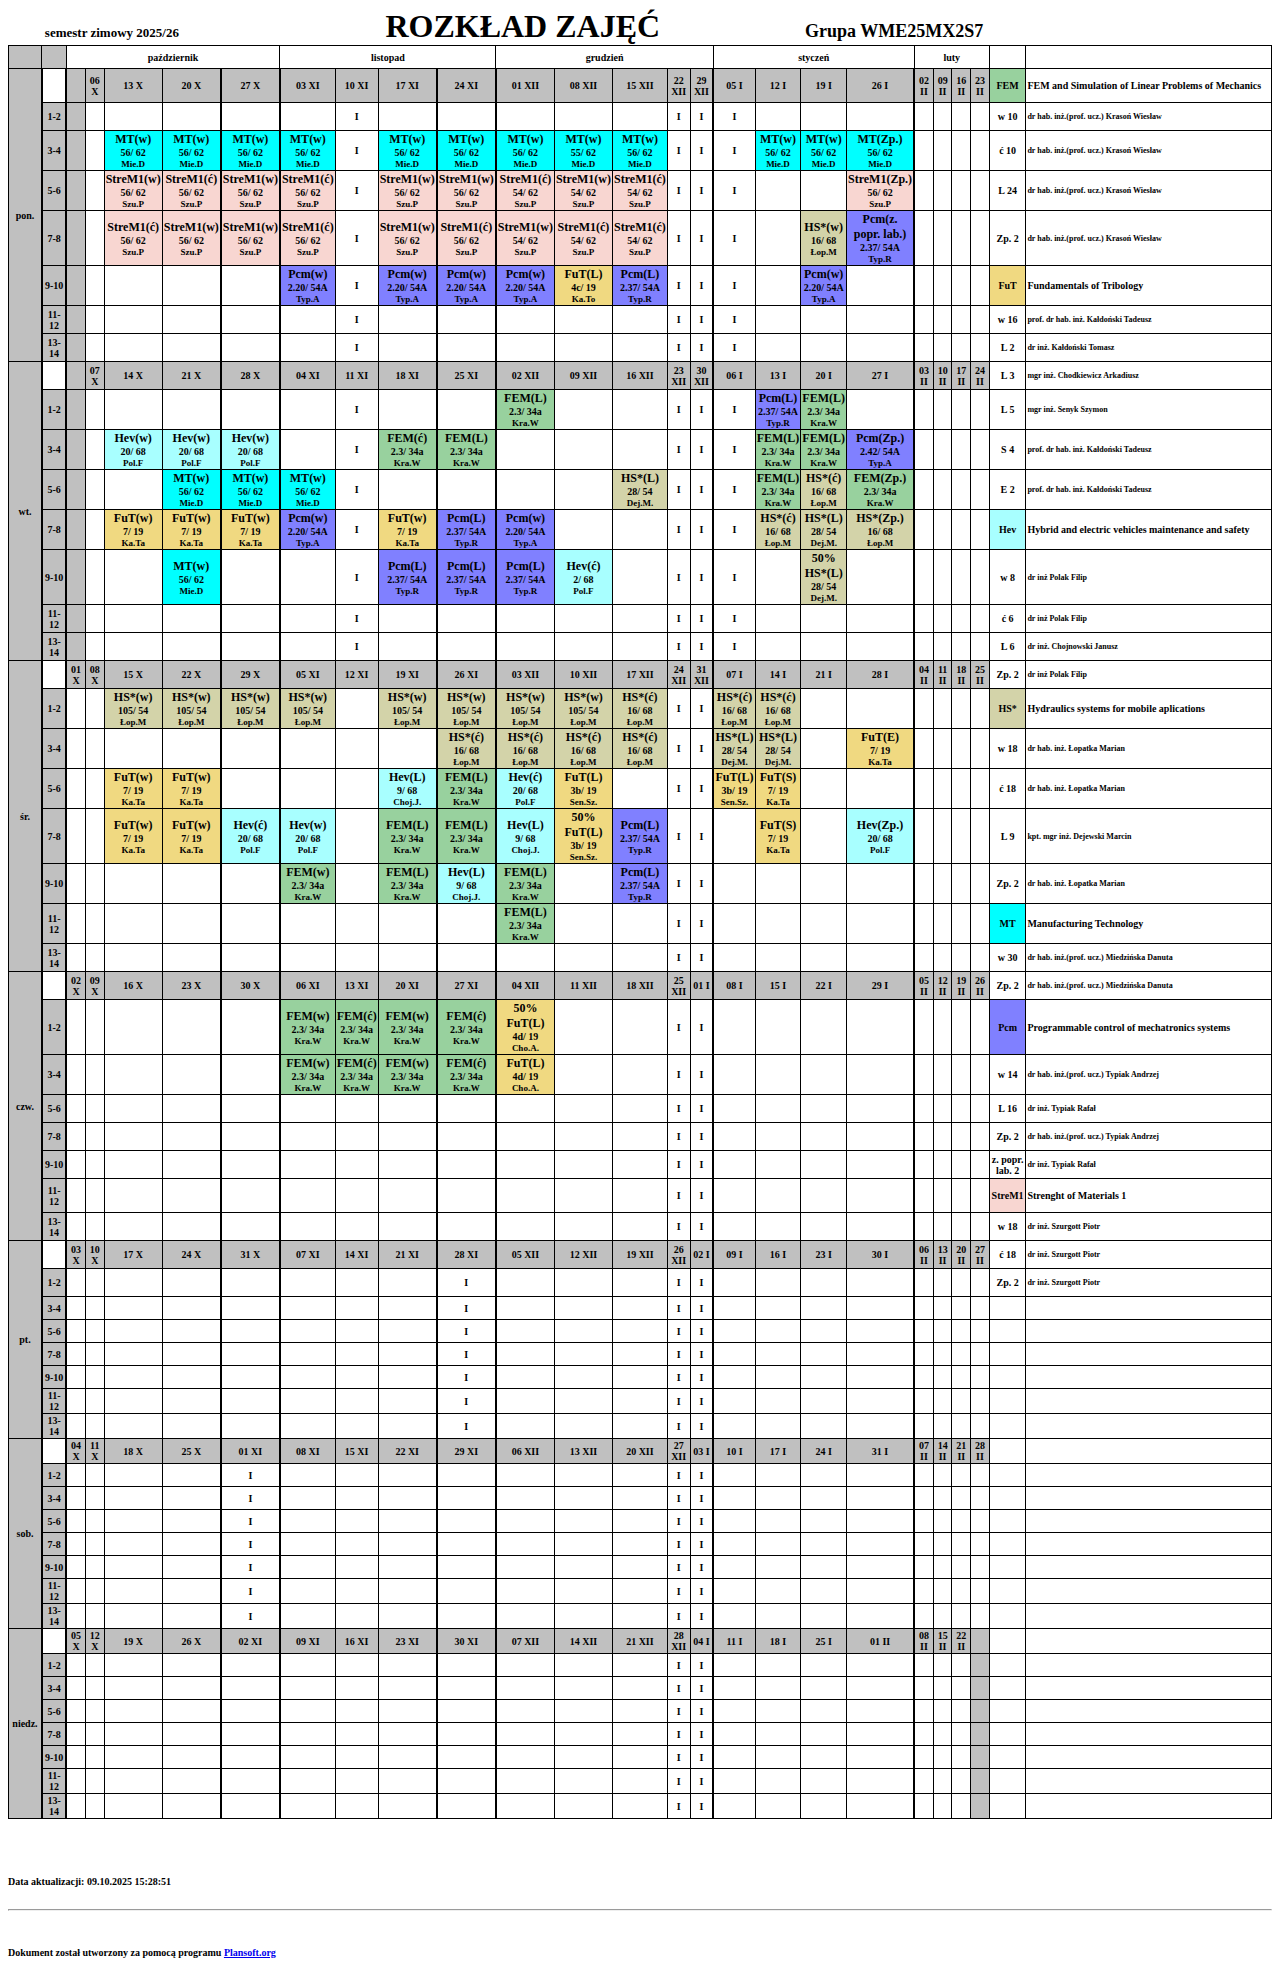 semestr zimowy 2025/26 ROZKŁAD ZAJĘĆ Grupa WME25MX2S7
październik listopad grudzień styczeń luty
pon.
06 X 13 X 20 X 27 X 03 XI 10 XI 17 XI 24 XI 01 XII 08 XII 15 XII 22 XII 29 XII 05 I 12 I 19 I 26 I 02 II 09 II 16 II 23 II FEM FEM and Simulation of Linear Problems of Mechanics
1-2 I I I I w 10 dr hab. inż.(prof. ucz.) Krasoń Wiesław
3-4 MT(w) MT(w) MT(w) MT(w) I MT(w) MT(w) MT(w) MT(w) MT(w) I I I MT(w) MT(w) MT(Zp.) ć 10 dr hab. inż.(prof. ucz.) Krasoń Wiesław
56/ 62 56/ 62 56/ 62 56/ 62 56/ 62 56/ 62 56/ 62 55/ 62 56/ 62 56/ 62 56/ 62 56/ 62
Mie.D Mie.D Mie.D Mie.D Mie.D Mie.D Mie.D Mie.D Mie.D Mie.D Mie.D Mie.D
5-6 StreM1(w) StreM1(ć) StreM1(w) StreM1(ć) I StreM1(w) StreM1(w) StreM1(ć) StreM1(w) StreM1(ć) I I I StreM1(Zp.) L 24 dr hab. inż.(prof. ucz.) Krasoń Wiesław
56/ 62 56/ 62 56/ 62 56/ 62 56/ 62 56/ 62 54/ 62 54/ 62 54/ 62 56/ 62
Szu.P Szu.P Szu.P Szu.P Szu.P Szu.P Szu.P Szu.P Szu.P Szu.P
7-8 StreM1(ć) StreM1(w) StreM1(w) StreM1(ć) I StreM1(w) StreM1(ć) StreM1(w) StreM1(ć) StreM1(ć) I I I HS*(w) Pcm(z. popr. lab.) Zp. 2 dr hab. inż.(prof. ucz.) Krasoń Wiesław
56/ 62 56/ 62 56/ 62 56/ 62 56/ 62 56/ 62 54/ 62 54/ 62 54/ 62 16/ 68 2.37/ 54A
Szu.P Szu.P Szu.P Szu.P Szu.P Szu.P Szu.P Szu.P Szu.P Łop.M Typ.R
9-10 Pcm(w) I Pcm(w) Pcm(w) Pcm(w) FuT(L) Pcm(L) I I I Pcm(w) FuT Fundamentals of Tribology
2.20/ 54A 2.20/ 54A 2.20/ 54A 2.20/ 54A 4c/ 19 2.37/ 54A 2.20/ 54A
Typ.A Typ.A Typ.A Typ.A Ka.To Typ.R Typ.A
11-12 I I I I w 16 prof. dr hab. inż. Kałdoński Tadeusz
13-14 I I I I L 2 dr inż. Kałdoński Tomasz
wt.
07 X 14 X 21 X 28 X 04 XI 11 XI 18 XI 25 XI 02 XII 09 XII 16 XII 23 XII 30 XII 06 I 13 I 20 I 27 I 03 II 10 II 17 II 24 II L 3 mgr inż. Chodkiewicz Arkadiusz
1-2 I FEM(L) I I I Pcm(L) FEM(L) L 5 mgr inż. Senyk Szymon
2.3/ 34a 2.37/ 54A 2.3/ 34a
Kra.W Typ.R Kra.W
3-4 Hev(w) Hev(w) Hev(w) I FEM(ć) FEM(L) I I I FEM(L) FEM(L) Pcm(Zp.) S 4 prof. dr hab. inż. Kałdoński Tadeusz
20/ 68 20/ 68 20/ 68 2.3/ 34a 2.3/ 34a 2.3/ 34a 2.3/ 34a 2.42/ 54A
Pol.F Pol.F Pol.F Kra.W Kra.W Kra.W Kra.W Typ.A
5-6 MT(w) MT(w) MT(w) I HS*(L) I I I FEM(L) HS*(ć) FEM(Zp.) E 2 prof. dr hab. inż. Kałdoński Tadeusz
56/ 62 56/ 62 56/ 62 28/ 54 2.3/ 34a 16/ 68 2.3/ 34a
Mie.D Mie.D Mie.D Dej.M. Kra.W Łop.M Kra.W
7-8 FuT(w) FuT(w) FuT(w) Pcm(w) I FuT(w) Pcm(L) Pcm(w) I I I HS*(ć) HS*(L) HS*(Zp.) Hev Hybrid and electric vehicles maintenance and safety
7/ 19 7/ 19 7/ 19 2.20/ 54A 7/ 19 2.37/ 54A 2.20/ 54A 16/ 68 28/ 54 16/ 68
Ka.Ta Ka.Ta Ka.Ta Typ.A Ka.Ta Typ.R Typ.A Łop.M Dej.M. Łop.M
9-10 MT(w) I Pcm(L) Pcm(L) Pcm(L) Hev(ć) I I I 50% HS*(L) w 8 dr inż Polak Filip
56/ 62 2.37/ 54A 2.37/ 54A 2.37/ 54A 2/ 68 28/ 54
Mie.D Typ.R Typ.R Typ.R Pol.F Dej.M.
11-12 I I I I ć 6 dr inż Polak Filip
13-14 I I I I L 6 dr inż. Chojnowski Janusz
śr.
01 X 08 X 15 X 22 X 29 X 05 XI 12 XI 19 XI 26 XI 03 XII 10 XII 17 XII 24 XII 31 XII 07 I 14 I 21 I 28 I 04 II 11 II 18 II 25 II Zp. 2 dr inż Polak Filip
1-2 HS*(w) HS*(w) HS*(w) HS*(w) HS*(w) HS*(w) HS*(w) HS*(w) HS*(ć) I I HS*(ć) HS*(ć) HS* Hydraulics systems for mobile aplications
105/ 54 105/ 54 105/ 54 105/ 54 105/ 54 105/ 54 105/ 54 105/ 54 16/ 68 16/ 68 16/ 68
Łop.M Łop.M Łop.M Łop.M Łop.M Łop.M Łop.M Łop.M Łop.M Łop.M Łop.M
3-4 HS*(ć) HS*(ć) HS*(ć) HS*(ć) I I HS*(L) HS*(L) FuT(E) w 18 dr hab. inż. Łopatka Marian
16/ 68 16/ 68 16/ 68 16/ 68 28/ 54 28/ 54 7/ 19
Łop.M Łop.M Łop.M Łop.M Dej.M. Dej.M. Ka.Ta
5-6 FuT(w) FuT(w) Hev(L) FEM(L) Hev(ć) FuT(L) I I FuT(L) FuT(S) ć 18 dr hab. inż. Łopatka Marian
7/ 19 7/ 19 9/ 68 2.3/ 34a 20/ 68 3b/ 19 3b/ 19 7/ 19
Ka.Ta Ka.Ta Choj.J. Kra.W Pol.F Sen.Sz. Sen.Sz. Ka.Ta
7-8 FuT(w) FuT(w) Hev(ć) Hev(w) FEM(L) FEM(L) Hev(L) 50% FuT(L) Pcm(L) I I FuT(S) Hev(Zp.) L 9 kpt. mgr inż. Dejewski Marcin
7/ 19 7/ 19 20/ 68 20/ 68 2.3/ 34a 2.3/ 34a 9/ 68 3b/ 19 2.37/ 54A 7/ 19 20/ 68
Ka.Ta Ka.Ta Pol.F Pol.F Kra.W Kra.W Choj.J. Sen.Sz. Typ.R Ka.Ta Pol.F
9-10 FEM(w) FEM(L) Hev(L) FEM(L) Pcm(L) I I Zp. 2 dr hab. inż. Łopatka Marian
2.3/ 34a 2.3/ 34a 9/ 68 2.3/ 34a 2.37/ 54A
Kra.W Kra.W Choj.J. Kra.W Typ.R
11-12 FEM(L) I I MT Manufacturing Technology
2.3/ 34a
Kra.W
13-14 I I w 30 dr hab. inż.(prof. ucz.) Miedzińska Danuta
czw.
02 X 09 X 16 X 23 X 30 X 06 XI 13 XI 20 XI 27 XI 04 XII 11 XII 18 XII 25 XII 01 I 08 I 15 I 22 I 29 I 05 II 12 II 19 II 26 II Zp. 2 dr hab. inż.(prof. ucz.) Miedzińska Danuta
1-2 FEM(w) FEM(ć) FEM(w) FEM(ć) 50% FuT(L) I I Pcm Programmable control of mechatronics systems
2.3/ 34a 2.3/ 34a 2.3/ 34a 2.3/ 34a 4d/ 19
Kra.W Kra.W Kra.W Kra.W Cho.A.
3-4 FEM(w) FEM(ć) FEM(w) FEM(ć) FuT(L) I I w 14 dr hab. inż.(prof. ucz.) Typiak Andrzej
2.3/ 34a 2.3/ 34a 2.3/ 34a 2.3/ 34a 4d/ 19
Kra.W Kra.W Kra.W Kra.W Cho.A.
5-6 I I L 16 dr inż. Typiak Rafał
7-8 I I Zp. 2 dr hab. inż.(prof. ucz.) Typiak Andrzej
9-10 I I z. popr. lab. 2 dr inż. Typiak Rafał
11-12 I I StreM1 Strenght of Materials 1
13-14 I I w 18 dr inż. Szurgott Piotr
pt.
03 X 10 X 17 X 24 X 31 X 07 XI 14 XI 21 XI 28 XI 05 XII 12 XII 19 XII 26 XII 02 I 09 I 16 I 23 I 30 I 06 II 13 II 20 II 27 II ć 18 dr inż. Szurgott Piotr
1-2 I I I Zp. 2 dr inż. Szurgott Piotr
3-4 I I I
5-6 I I I
7-8 I I I
9-10 I I I
11-12 I I I
13-14 I I I
sob.
04 X 11 X 18 X 25 X 01 XI 08 XI 15 XI 22 XI 29 XI 06 XII 13 XII 20 XII 27 XII 03 I 10 I 17 I 24 I 31 I 07 II 14 II 21 II 28 II
1-2 I I I
3-4 I I I
5-6 I I I
7-8 I I I
9-10 I I I
11-12 I I I
13-14 I I I
niedz.
05 X 12 X 19 X 26 X 02 XI 09 XI 16 XI 23 XI 30 XI 07 XII 14 XII 21 XII 28 XII 04 I 11 I 18 I 25 I 01 II 08 II 15 II 22 II
1-2 I I
3-4 I I
5-6 I I
7-8 I I
9-10 I I
11-12 I I
13-14 I I
Data aktualizacji: 09.10.2025 15:28:51
Dokument został utworzony za pomocą programu Plansoft.org